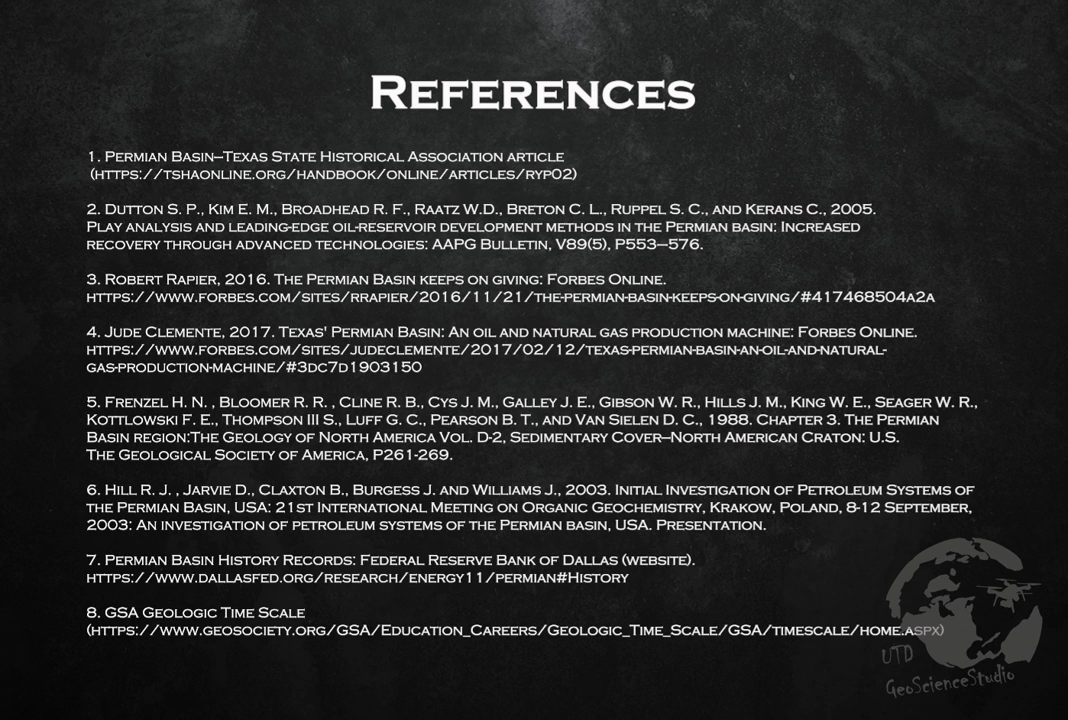 References
1. Permian Basin—Texas State Historical Association article
(https://tshaonline.org/handbook/online/articles/ryp02)
2. Dutton S. P., Kim E. M., Broadhead R. F., Raatz W.D., Breton C. L., Ruppel S. C., and Kerans C., 2005.
Play analysis and leading-edge oil-reservoir development methods in the Permian basin: Increased
recovery through advanced technologies: AAPG Bulletin, V89(5), P553—576.
3. Robert Rapier, 2016. The Permian Basin keeps on giving: Forbes Online.
https://www.forbes.com/sites/rrapier/2016/11/21/the-permian-basin-keeps-on-giving/#417468504a2a
4. Jude Clemente, 2017. Texas' Permian Basin: An oil and natural gas production machine: Forbes Online.
https://www.forbes.com/sites/judeclemente/2017/02/12/texas-permian-basin-an-oil-and-natural-
gas-production-machine/#3dc7d1903150
5. Frenzel H. N. , Bloomer R. R. , Cline R. B., Cys J. M., Galley J. E., Gibson W. R., Hills J. M., King W. E., Seager W. R.,
Kottlowski F. E., Thompson III S., Luff G. C., Pearson B. T., and Van Sielen D. C., 1988. Chapter 3. The Permian
Basin region:The Geology of North America Vol. D-2, Sedimentary Cover—North American Craton: U.S.
The Geological Society of America, P261-269.
6. Hill R. J. , Jarvie D., Claxton B., Burgess J. and Williams J., 2003. Initial Investigation of Petroleum Systems of
the Permian Basin, USA: 21st International Meeting on Organic Geochemistry, Krakow, Poland, 8-12 September,
2003: An investigation of petroleum systems of the Permian basin, USA. Presentation.
7. Permian Basin History Records: Federal Reserve Bank of Dallas (website).
https://www.dallasfed.org/research/energy11/permian#History
8. GSA Geologic Time Scale
(https://www.geosociety.org/GSA/Education_Careers/Geologic_Time_Scale/GSA/timescale/home.aspx)
UTD
GeoScienceStudio